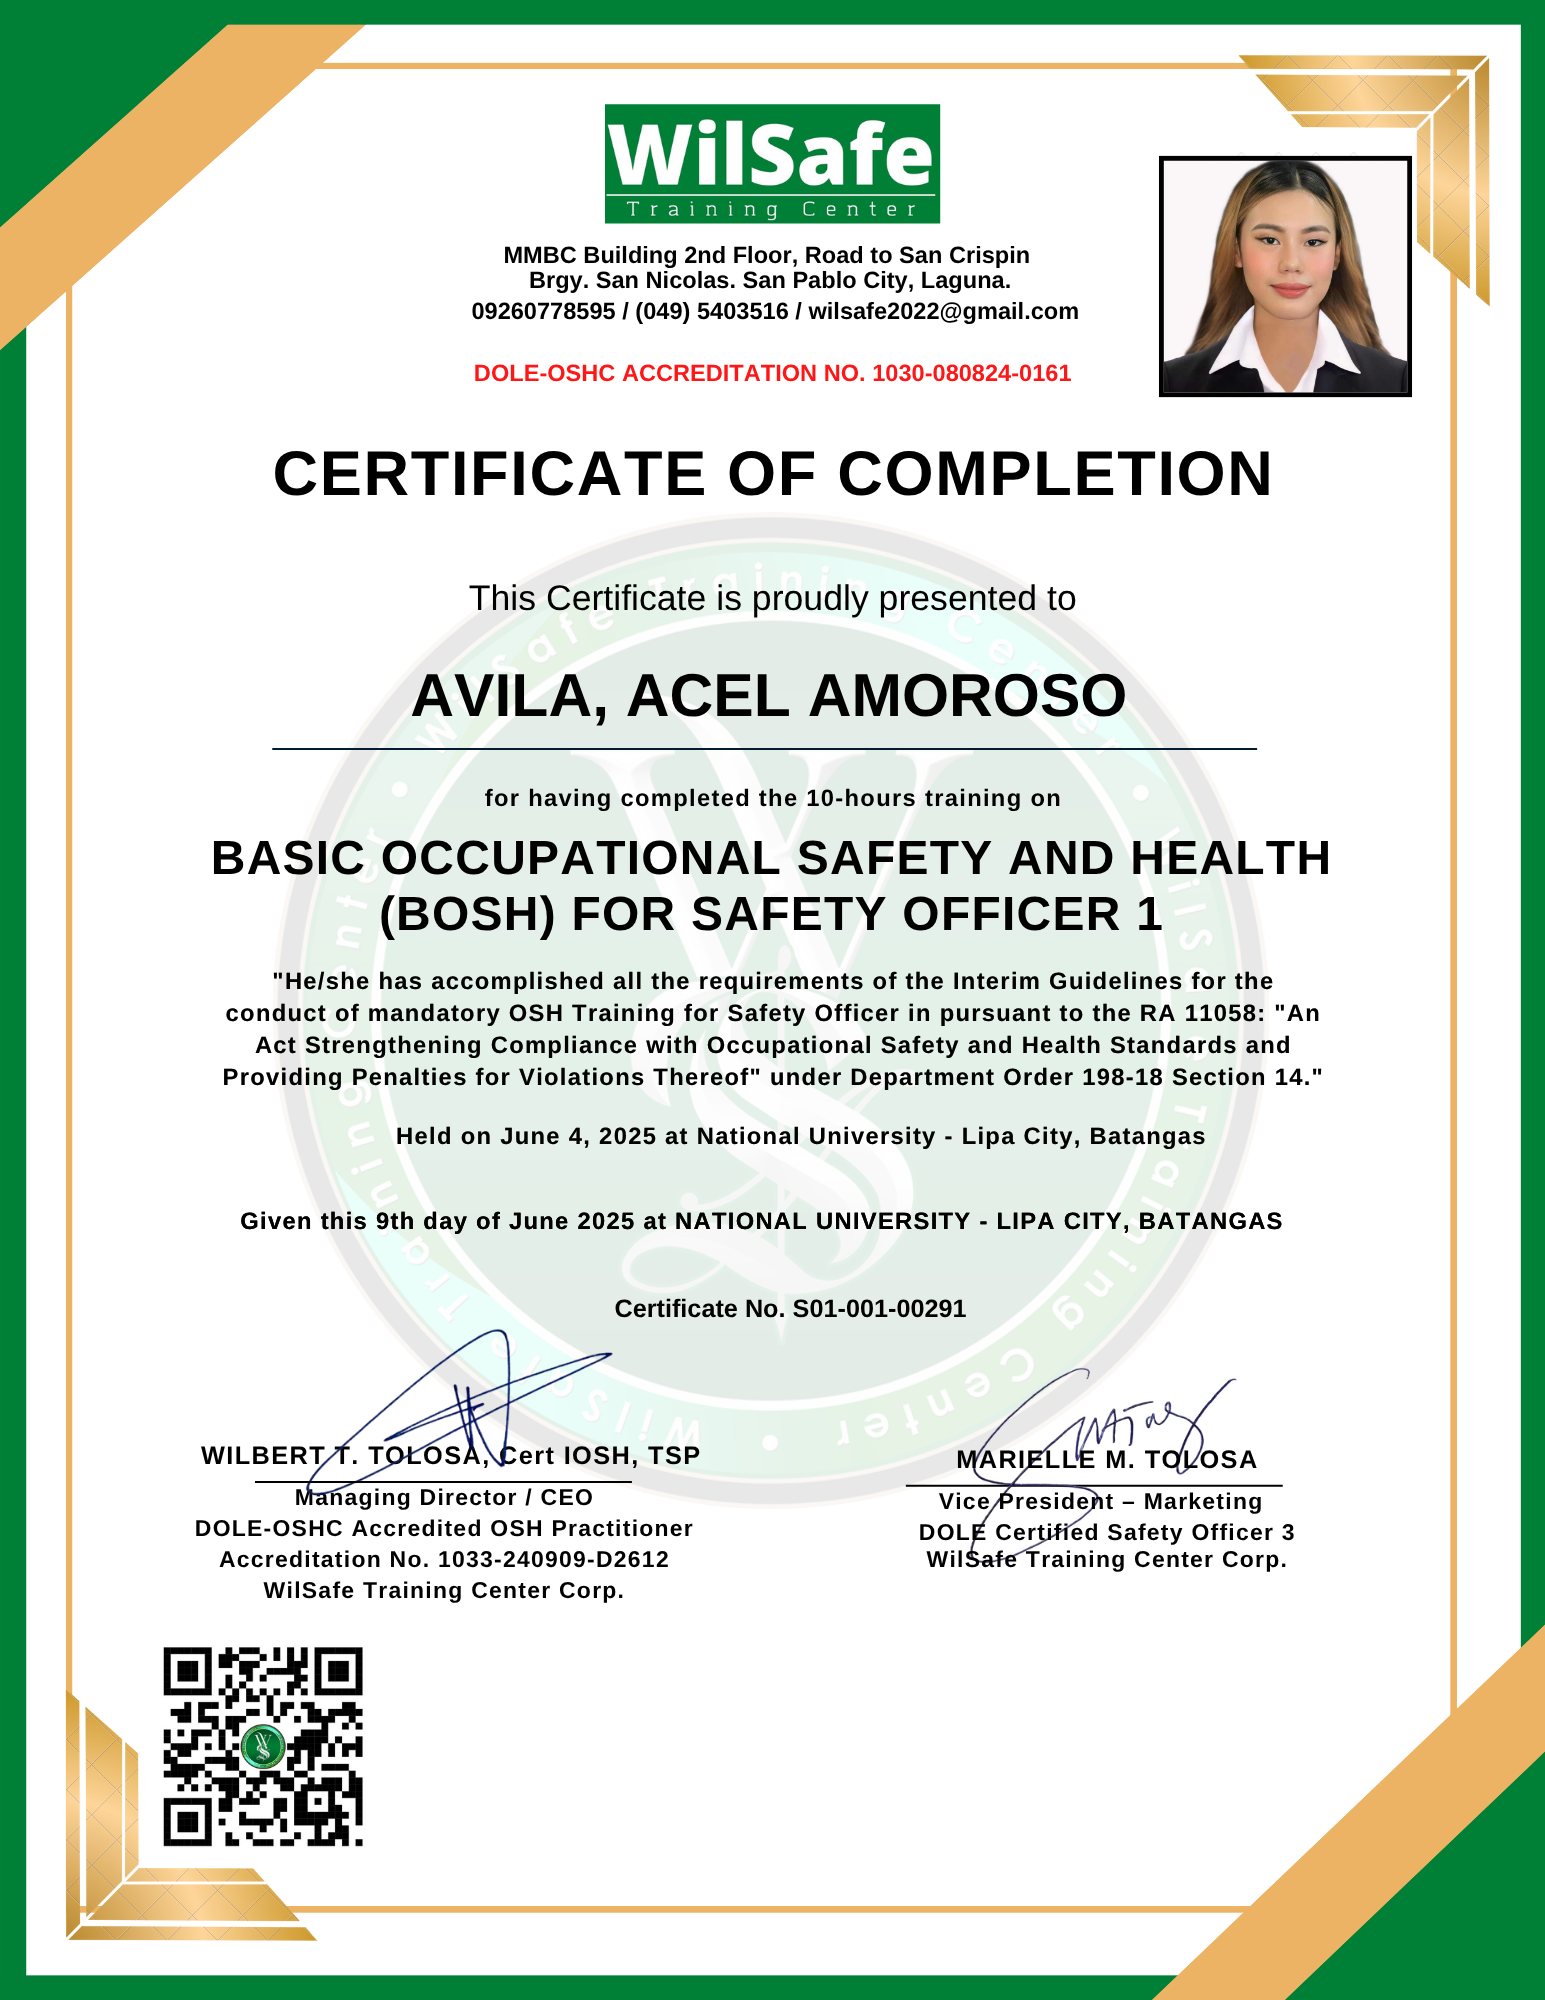 WilSafe
Training Center
MMBC Building 2nd Floor, Road to San Crispin
Brgy. San Nicolas. San Pablo City, Laguna.
09260778595 / (049) 5403516 / wilsafe2022@gmail.com
DOLE-OSHC ACCREDITATION NO. 1030-080824-0161
CERTIFICATE OF COMPLETION
This Certificate is proudly presented to
AVILA, ACEL AMOROSO
for having completed the 10-hours training on
BASIC OCCUPATIONAL SAFETY AND HEALTH
(BOSH) FOR SAFETY OFFICER 1
"He/she has accomplished all the requirements of the Interim Guidelines for the
conduct of mandatory OSH Training for Safety Officer in pursuant to the RA 11058: "An
Act Strengthening Compliance with Occupational Safety and Health Standards and
Providing Penalties for Violations Thereof" under Department Order 198-18 Section 14."
Held on June 4, 2025 at National University - Lipa City, Batangas
Given this 9th day of June 2025 at NATIONAL UNIVERSITY - LIPA CITY, BATANGAS
Certificate No. S01-001-00291
WILBERT T. TOLOSA, Cert IOSH, TSP
Managing Director / CEO
DOLE-OSHC Accredited OSH Practitioner
Accreditation No. 1033-240909-D2612
WilSafe Training Center Corp.
MARIELLE M. TOLOSA
Vice President – Marketing
DOLE Certified Safety Officer 3
WilSafe Training Center Corp.
WilSafe Training Center • WilSafe Training Center • WilSafe Training Center •